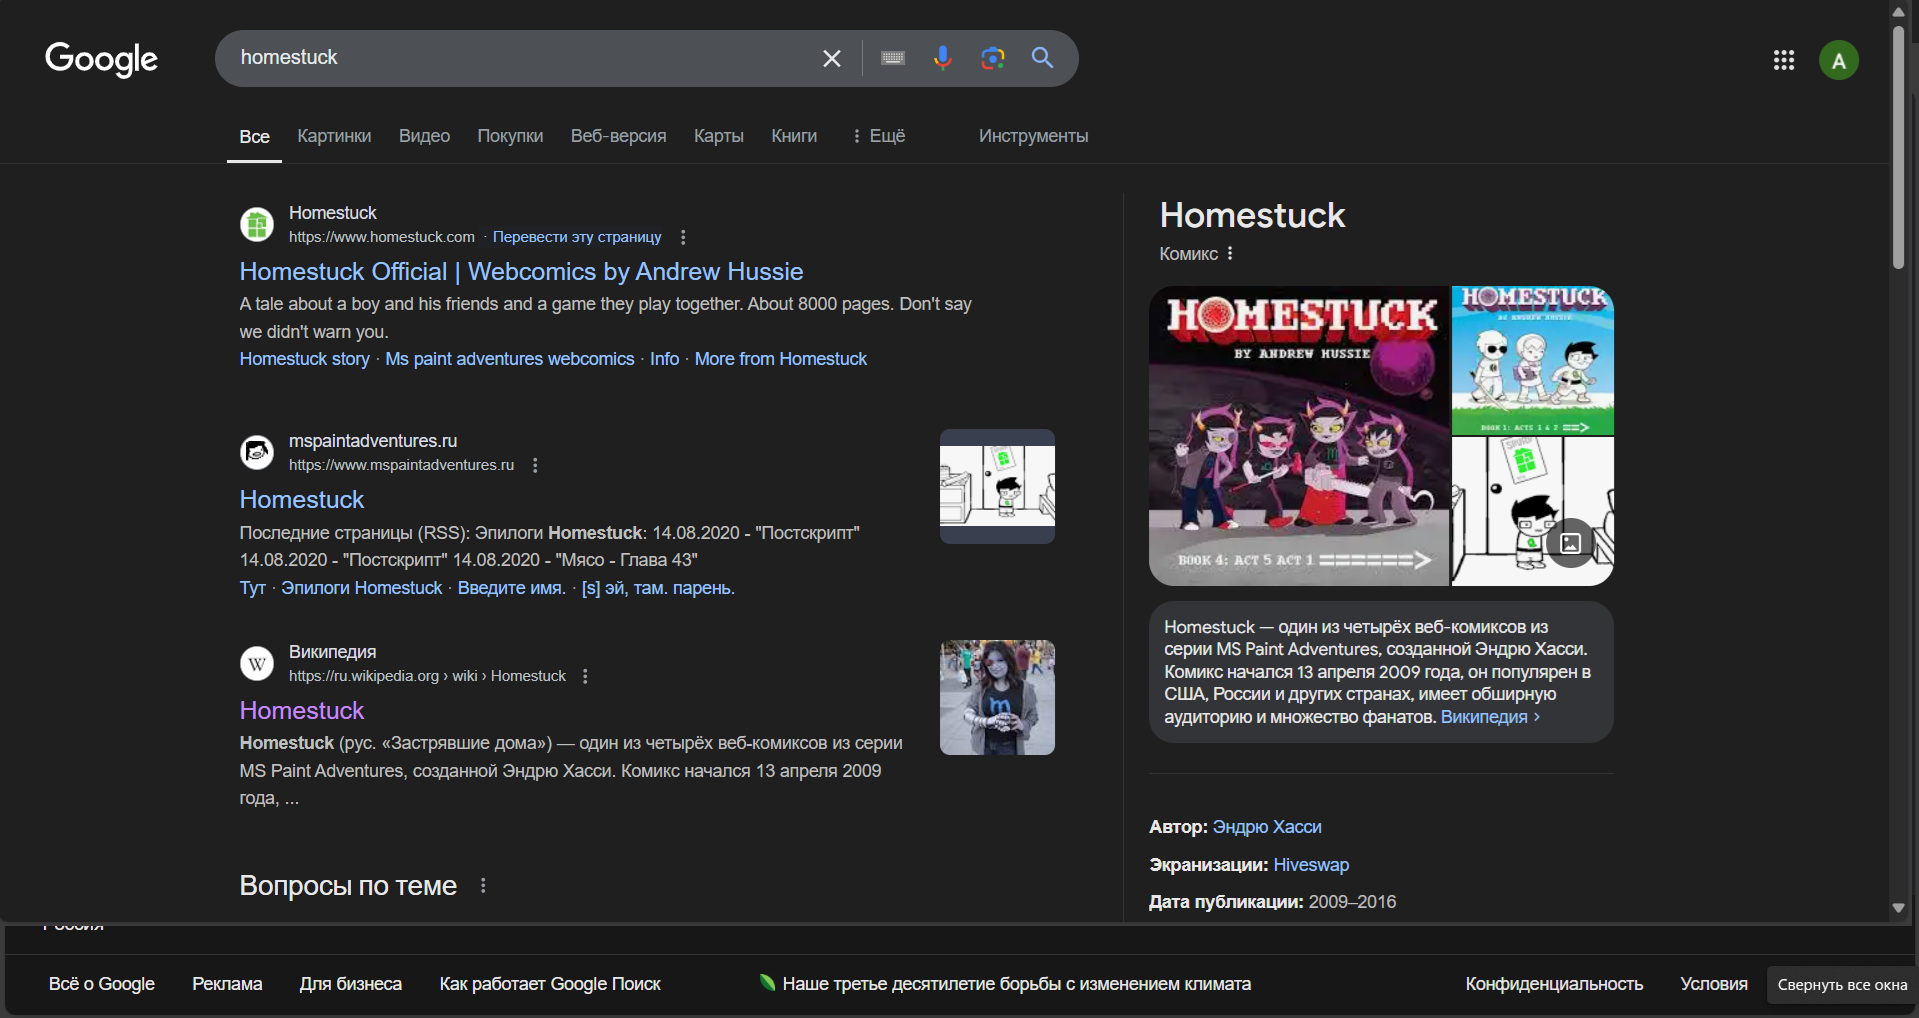 Google
homestuck
A
Все Картинки Видео Покупки Веб-версия Карты Книги Ещё Инструменты
Homestuck
https://www.homestuck.com · Перевести эту страницу
Homestuck Official | Webcomics by Andrew Hussie
A tale about a boy and his friends and a game they play together. About 8000 pages. Don't say
we didn't warn you.
Homestuck story · Ms paint adventures webcomics · Info · More from Homestuck
mspaintadventures.ru
https://www.mspaintadventures.ru
Homestuck
Последние страницы (RSS): Эпилоги Homestuck: 14.08.2020 - "Постскрипт"
14.08.2020 - "Постскрипт" 14.08.2020 - "Мясо - Глава 43"
Тут · Эпилоги Homestuck · Введите имя. · [s] эй, там. парень.
W
Википедия
https://ru.wikipedia.org › wiki › Homestuck
Homestuck
Homestuck (рус. «Застрявшие дома») — один из четырёх веб-комиксов из серии
MS Paint Adventures, созданной Эндрю Хасси. Комикс начался 13 апреля 2009
года, ...
Вопросы по теме
Homestuck
Комикс
HOMESTUCK
BY ANDREW HUSSIE
BOOK 4: ACT 5 ACT 1
HOMESTUCK
BY ANDREW HUSSIE
BOOK 1: ACTS 1 & 2
Homestuck — один из четырёх веб-комиксов из
серии MS Paint Adventures, созданной Эндрю Хасси.
Комикс начался 13 апреля 2009 года, он популярен в
США, России и других странах, имеет обширную
аудиторию и множество фанатов. Википедия ›
Автор: Эндрю Хасси
Экранизации: Hiveswap
Дата публикации: 2009–2016
Россия
Всё о Google Реклама Для бизнеса Как работает Google Поиск Наше третье десятилетие борьбы с изменением климата Конфиденциальность Условия Свернуть все окна